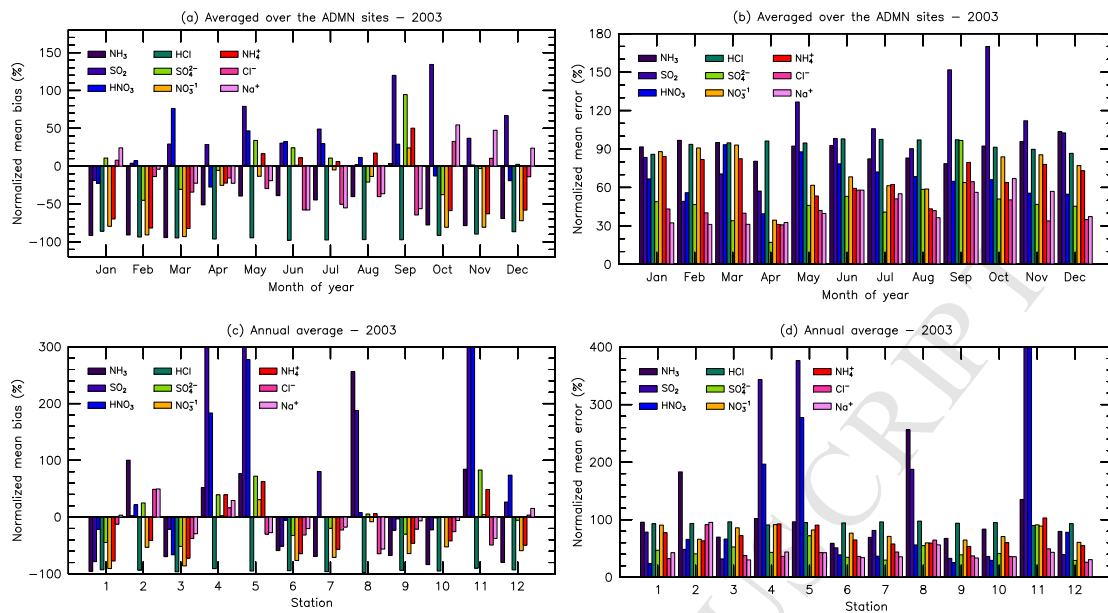 (a) Averaged over the ADMN sites – 2003
Normalized mean bias (%)
150
100
50
0
−50
−100
NH₃
SO₂
HNO₃
HCl
SO₄²⁻
NO₃⁻¹
NH₄⁺
Cl⁻
Na⁺
Jan Feb Mar Apr May Jun Jul Aug Sep Oct Nov Dec
Month of year
(b) Averaged over the ADMN sites – 2003
Normalized mean error (%)
180
150
120
90
60
30
0
NH₃
SO₂
HNO₃
HCl
SO₄²⁻
NO₃⁻¹
NH₄⁺
Cl⁻
Na⁺
Jan Feb Mar Apr May Jun Jul Aug Sep Oct Nov Dec
Month of year
(c) Annual average – 2003
Normalized mean bias (%)
300
200
100
0
−100
NH₃
SO₂
HNO₃
HCl
SO₄²⁻
NO₃⁻¹
NH₄⁺
Cl⁻
Na⁺
1 2 3 4 5 6 7 8 9 10 11 12
Station
(d) Annual average – 2003
Normalized mean error (%)
400
300
200
100
0
NH₃
SO₂
HNO₃
HCl
SO₄²⁻
NO₃⁻¹
NH₄⁺
Cl⁻
Na⁺
1 2 3 4 5 6 7 8 9 10 11 12
Station
USCRIPT